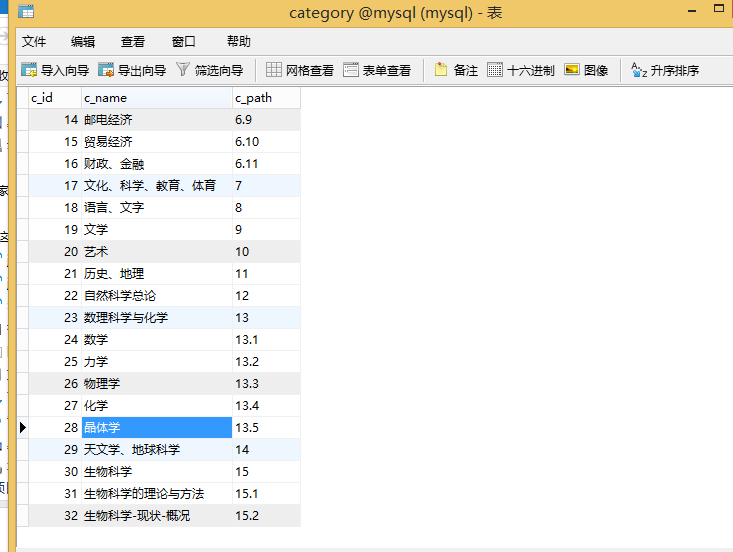 category @mysql (mysql) - 表
文件 编辑 查看 窗口 帮助
导入向导 导出向导 筛选向导 网格查看 表单查看 备注 十六进制 图像 升序排序
c_id c_name c_path
14 邮电经济 6.9
15 贸易经济 6.10
16 财政、金融 6.11
17 文化、科学、教育、体育 7
18 语言、文字 8
19 文学 9
20 艺术 10
21 历史、地理 11
22 自然科学总论 12
23 数理科学与化学 13
24 数学 13.1
25 力学 13.2
26 物理学 13.3
27 化学 13.4
28 晶体学 13.5
29 天文学、地球科学 14
30 生物科学 15
31 生物科学的理论与方法 15.1
32 生物科学-现状-概况 15.2